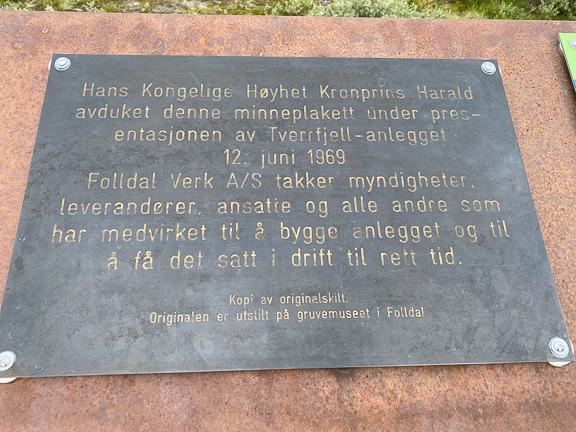 Hans Kongelige Høyhet Kronprins Harald
avduket denne minneplakett under pres-
entasjonen av Tverrfjell-anlegget
12. juni 1969
Folldal Verk A/S takker myndigheter,
leverandører, ansatte og alle andre som
har medvirket til å bygge anlegget og til
å få det satt i drift til rett tid.
Kopi av originalskilt.
Originalen er utstilt på gruvemuseet i Folldal